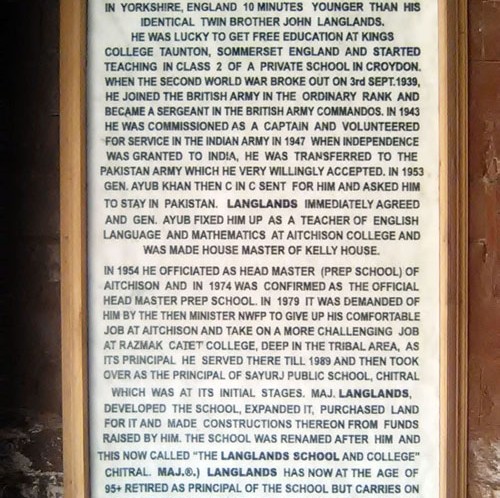 IN YORKSHIRE, ENGLAND 10 MINUTES YOUNGER THAN HIS
IDENTICAL TWIN BROTHER JOHN LANGLANDS.
HE WAS LUCKY TO GET FREE EDUCATION AT KINGS
COLLEGE TAUNTON, SOMMERSET ENGLAND AND STARTED
TEACHING IN CLASS 2 OF A PRIVATE SCHOOL IN CROYDON.
WHEN THE SECOND WORLD WAR BROKE OUT ON 3rd SEPT.1939,
HE JOINED THE BRITISH ARMY IN THE ORDINARY RANK AND
BECAME A SERGEANT IN THE BRITISH ARMY COMMANDOS. IN 1943
HE WAS COMMISSIONED AS A CAPTAIN AND VOLUNTEERED
FOR SERVICE IN THE INDIAN ARMY IN 1947 WHEN INDEPENDENCE
WAS GRANTED TO INDIA, HE WAS TRANSFERRED TO THE
PAKISTAN ARMY WHICH HE VERY WILLINGLY ACCEPTED. IN 1953
GEN. AYUB KHAN THEN C IN C SENT FOR HIM AND ASKED HIM
TO STAY IN PAKISTAN. LANGLANDS IMMEDIATELY AGREED
AND GEN. AYUB FIXED HIM UP AS A TEACHER OF ENGLISH
LANGUAGE AND MATHEMATICS AT AITCHISON COLLEGE AND
WAS MADE HOUSE MASTER OF KELLY HOUSE.
IN 1954 HE OFFICIATED AS HEAD MASTER (PREP SCHOOL) OF
AITCHISON AND IN 1974 WAS CONFIRMED AS THE OFFICIAL
HEAD MASTER PREP SCHOOL. IN 1979 IT WAS DEMANDED OF
HIM BY THE THEN MINISTER NWFP TO GIVE UP HIS COMFORTABLE
JOB AT AITCHISON AND TAKE ON A MORE CHALLENGING JOB
AT RAZMAK CATET COLLEGE, DEEP IN THE TRIBAL AREA, AS
ITS PRINCIPAL HE SERVED THERE TILL 1989 AND THEN TOOK
OVER AS THE PRINCIPAL OF SAYURJ PUBLIC SCHOOL, CHITRAL
WHICH WAS AT ITS INITIAL STAGES. MAJ. LANGLANDS,
DEVELOPED THE SCHOOL, EXPANDED IT, PURCHASED LAND
FOR IT AND MADE CONSTRUCTIONS THEREON FROM FUNDS
RAISED BY HIM. THE SCHOOL WAS RENAMED AFTER HIM AND
THIS NOW CALLED "THE LANGLANDS SCHOOL AND COLLEGE"
CHITRAL. MAJ.®.) LANGLANDS HAS NOW AT THE AGE OF
95+ RETIRED AS PRINCIPAL OF THE SCHOOL BUT CARRIES ON